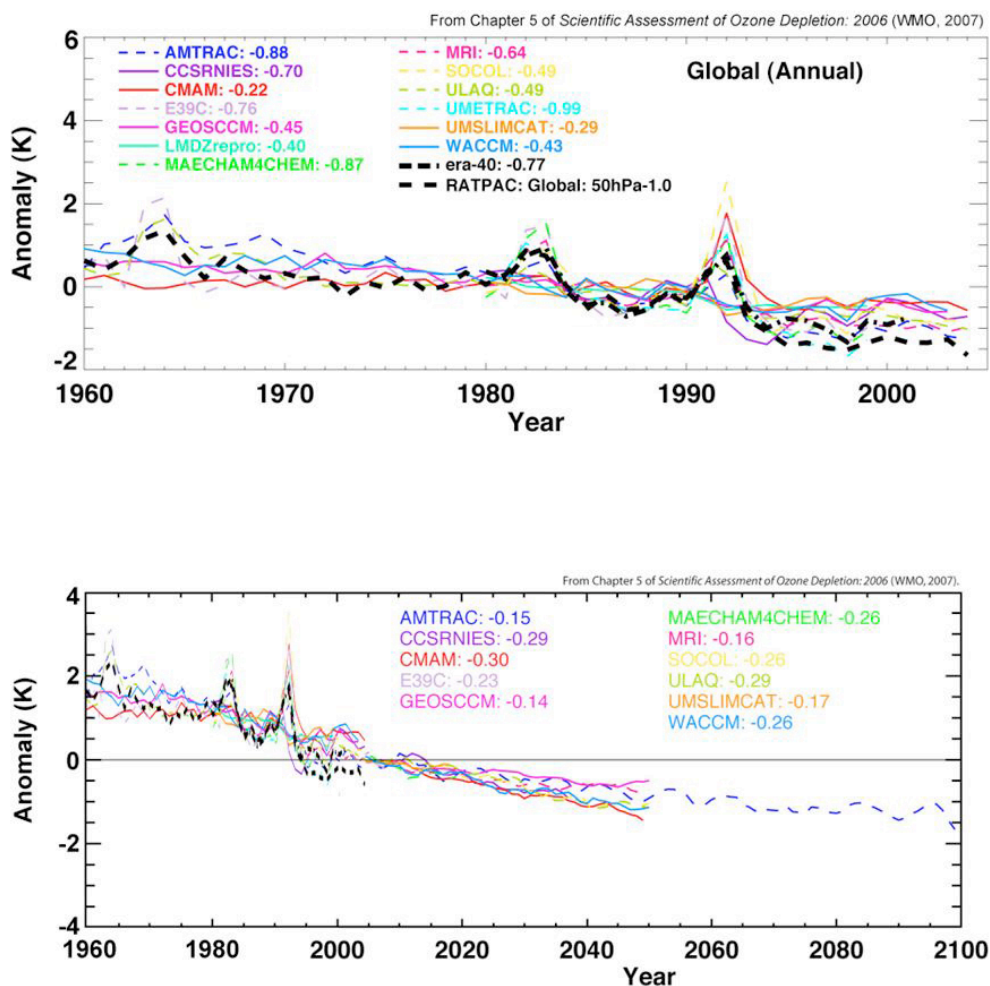 From Chapter 5 of Scientific Assessment of Ozone Depletion: 2006 (WMO, 2007)
6
4
2
0
-2
Anomaly (K)
AMTRAC: -0.88
CCSRNIES: -0.70
CMAM: -0.22
E39C: -0.76
GEOSCCM: -0.45
LMDZrepro: -0.40
MAECHAM4CHEM: -0.87
MRI: -0.64
SOCOL: -0.49
ULAQ: -0.49
UMETRAC: -0.99
UMSLIMCAT: -0.29
WACCM: -0.43
era-40: -0.77
RATPAC: Global: 50hPa-1.0
Global (Annual)
1960 1970 1980 1990 2000
Year
From Chapter 5 of Scientific Assessment of Ozone Depletion: 2006 (WMO, 2007).
4
2
0
-2
-4
Anomaly (K)
AMTRAC: -0.15
CCSRNIES: -0.29
CMAM: -0.30
E39C: -0.23
GEOSCCM: -0.14
MAECHAM4CHEM: -0.26
MRI: -0.16
SOCOL: -0.26
ULAQ: -0.29
UMSLIMCAT: -0.17
WACCM: -0.26
1960 1980 2000 2020 2040 2060 2080 2100
Year